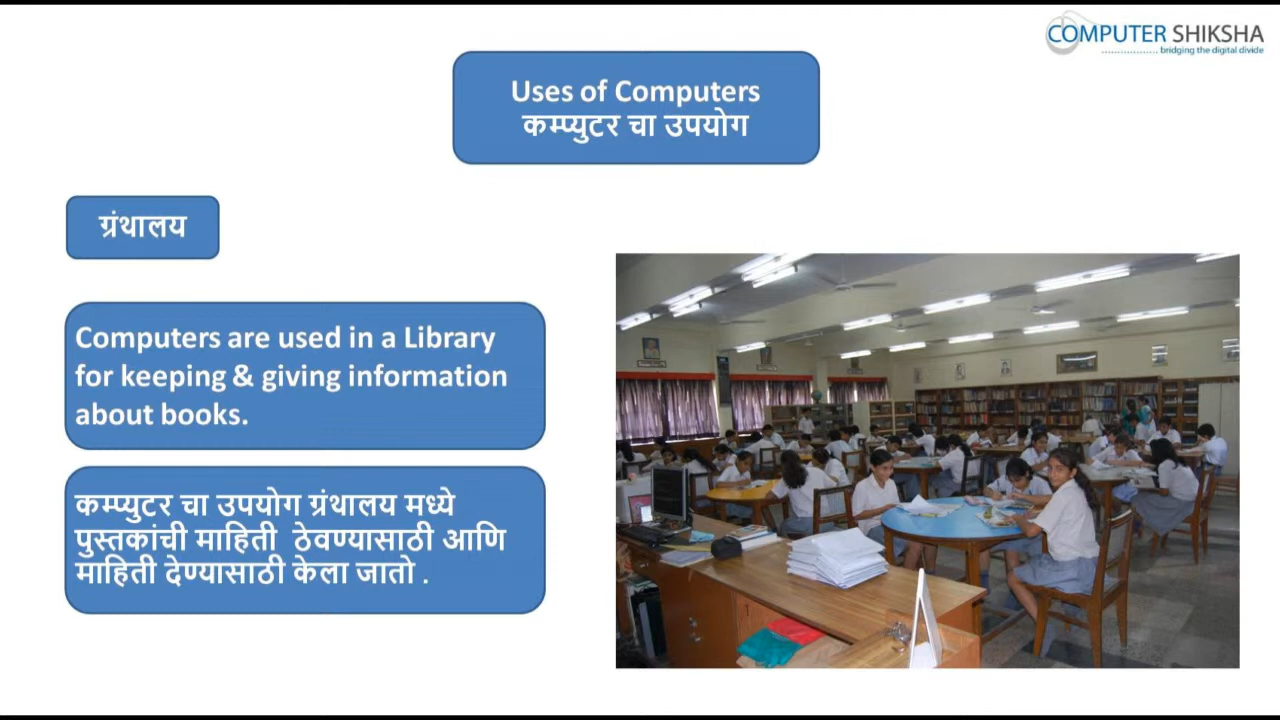 COMPUTER SHIKSHA
bridging the digital divide
Uses of Computers
कम्प्युटर चा उपयोग
ग्रंथालय
Computers are used in a Library
for keeping & giving information
about books.
कम्प्युटर चा उपयोग ग्रंथालय मध्ये
पुस्तकांची माहिती ठेवण्यासाठी आणि
माहिती देण्यासाठी केला जातो .